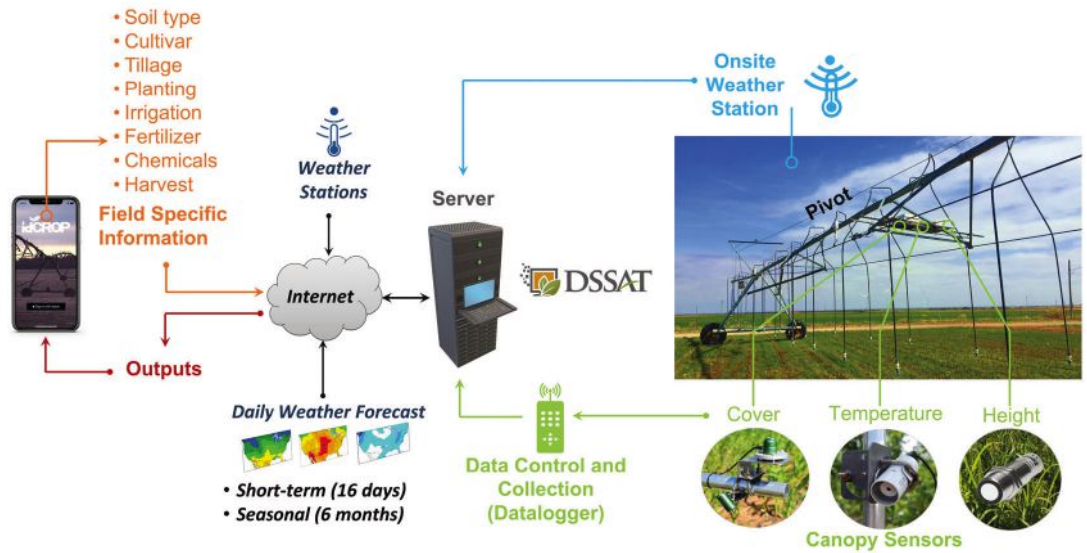 • Soil type
• Cultivar
• Tillage
• Planting
• Irrigation
• Fertilizer
• Chemicals
• Harvest
Field Specific
Information
idCROP
Outputs
Weather
Stations
Internet
Daily Weather Forecast
• Short-term (16 days)
• Seasonal (6 months)
Server
DSSAT
Onsite
Weather
Station
Pivot
Data Control and
Collection
(Datalogger)
Cover
Temperature
Height
Canopy Sensors